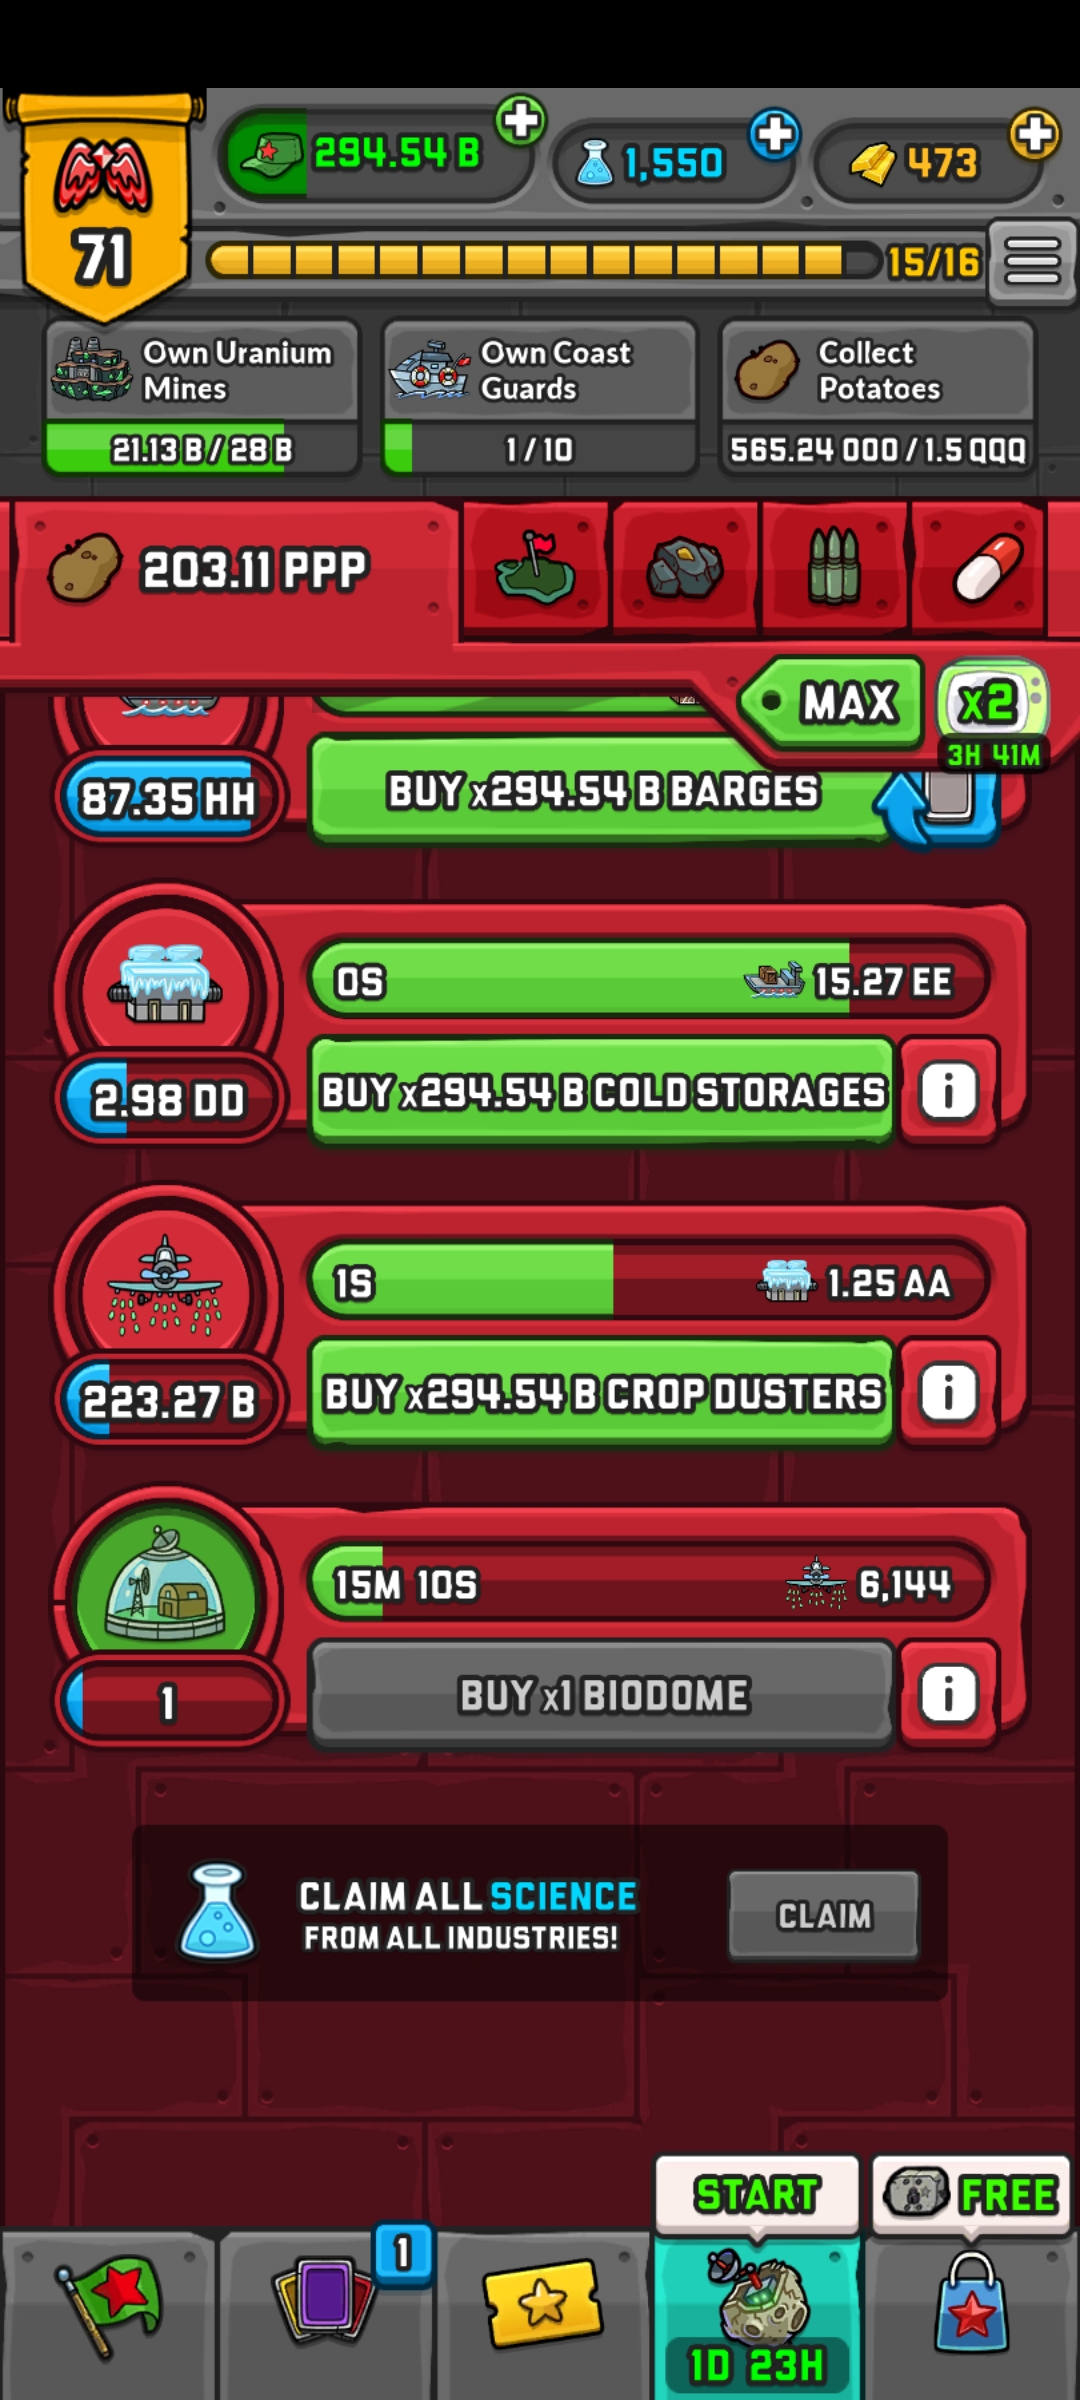 294.54 B
1,550
473
71
15/16
Own Uranium
Mines
21.13 B / 28 B
Own Coast
Guards
1 / 10
Collect
Potatoes
565.24 OOO / 1.5 QQQ
203.11 PPP
MAX
x2
3H 41M
87.35 HH
BUY x294.54 B BARGES
0S
15.27 EE
2.98 DD
BUY x294.54 B COLD STORAGES
i
1S
1.25 AA
223.27 B
BUY x294.54 B CROP DUSTERS
i
15M 10S
6,144
1
BUY x1 BIODOME
i
CLAIM ALL SCIENCE
FROM ALL INDUSTRIES!
CLAIM
START
FREE
1
1D 23H